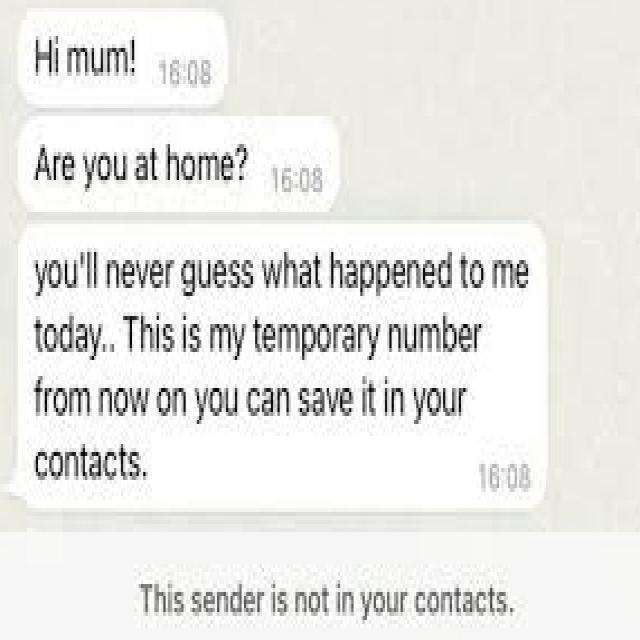 Hi mum! 16:08
Are you at home? 16:08
you'll never guess what happened to me
today.. This is my temporary number
from now on you can save it in your
contacts. 16:08
This sender is not in your contacts.